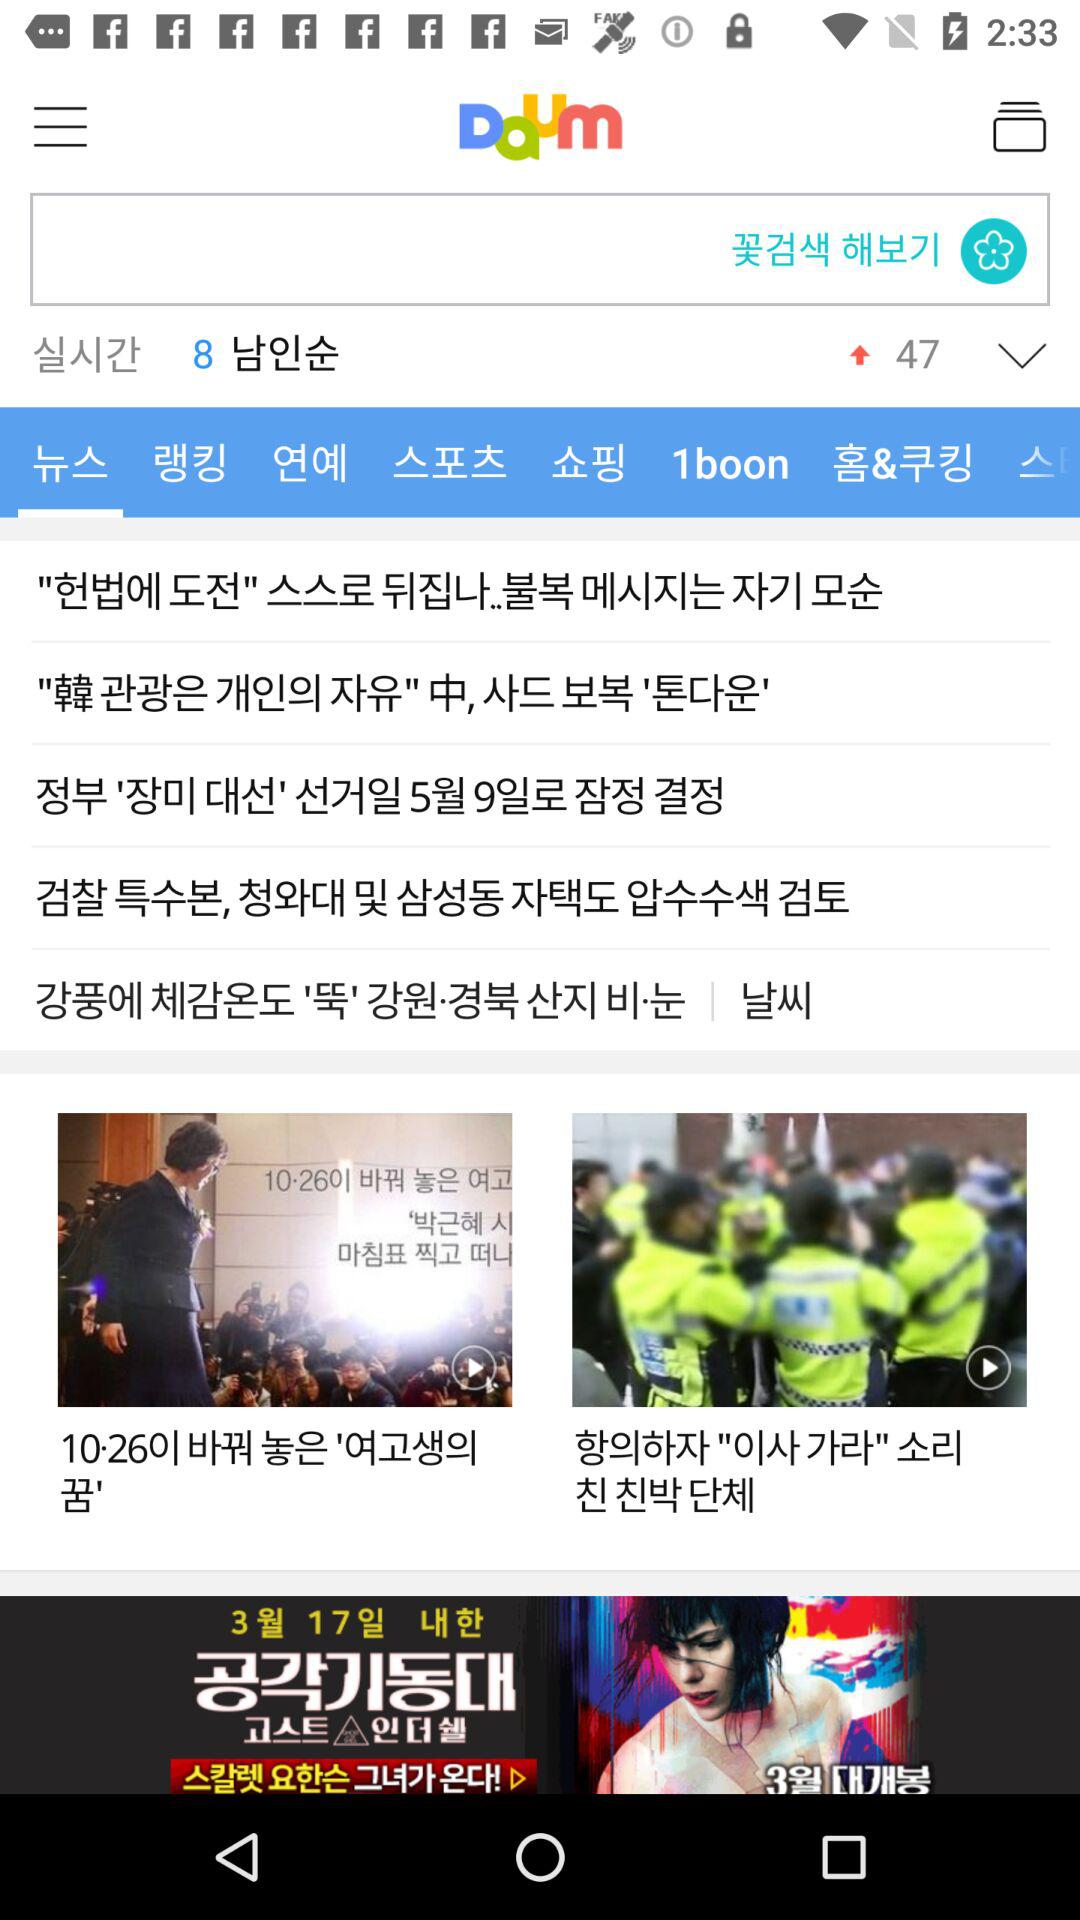 FAKE
2:33
Daum
꽃검색 해보기
실시간 8 남인순 47
뉴스 랭킹 연예 스포츠 쇼핑 1boon 홈&쿠킹
"헌법에 도전" 스스로 뒤집나..불복 메시지는 자기 모순
"韓 관광은 개인의 자유" 中, 사드 보복 '톤다운'
정부 '장미 대선' 선거일 5월 9일로 잠정 결정
검찰 특수본, 청와대 및 삼성동 자택도 압수수색 검토
강풍에 체감온도 '뚝' 강원·경북 산지 비·눈 | 날씨
10·26이 바꿔 놓은 여고
'박근혜 시
마침표 찍고 떠나
10·26이 바꿔 놓은 '여고생의
꿈'
항의하자 "이사 가라" 소리
친 친박 단체
3월 17일 내한
공각기동대
고스트 인 더 쉘
스칼렛 요한슨 그녀가 온다!
3월 대개봉